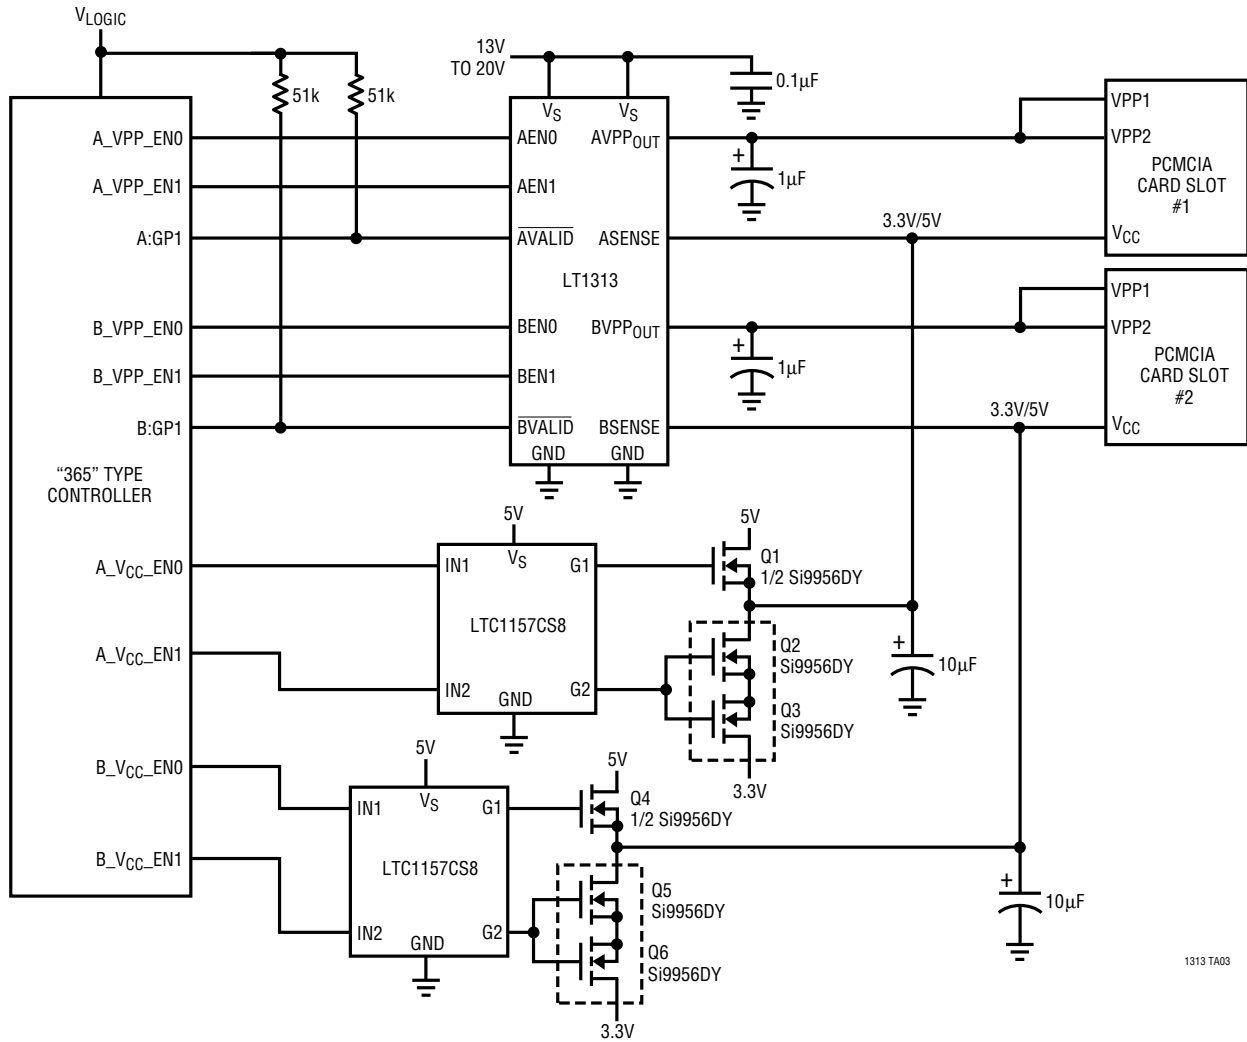 VLOGIC
51k
51k
13V
TO 20V
0.1µF
VS
VS
A_VPP_EN0
A_VPP_EN1
A:GP1
B_VPP_EN0
B_VPP_EN1
B:GP1
"365" TYPE
CONTROLLER
A_VCC_EN0
A_VCC_EN1
B_VCC_EN0
B_VCC_EN1
AEN0
AEN1
AVALID
BEN0
BEN1
BVALID
LT1313
AVPPOUT
ASENSE
BVPPOUT
BSENSE
GND
GND
+
1µF
+
1µF
3.3V/5V
3.3V/5V
VPP1
VPP2
VCC
PCMCIA
CARD SLOT
#1
VPP1
VPP2
VCC
PCMCIA
CARD SLOT
#2
5V
VS
IN1
IN2
LTC1157CS8
G1
G2
GND
5V
Q1
1/2 Si9956DY
Q2
Si9956DY
Q3
Si9956DY
3.3V
+
10µF
5V
VS
IN1
IN2
LTC1157CS8
G1
G2
GND
5V
Q4
1/2 Si9956DY
Q5
Si9956DY
Q6
Si9956DY
3.3V
+
10µF
1313 TA03